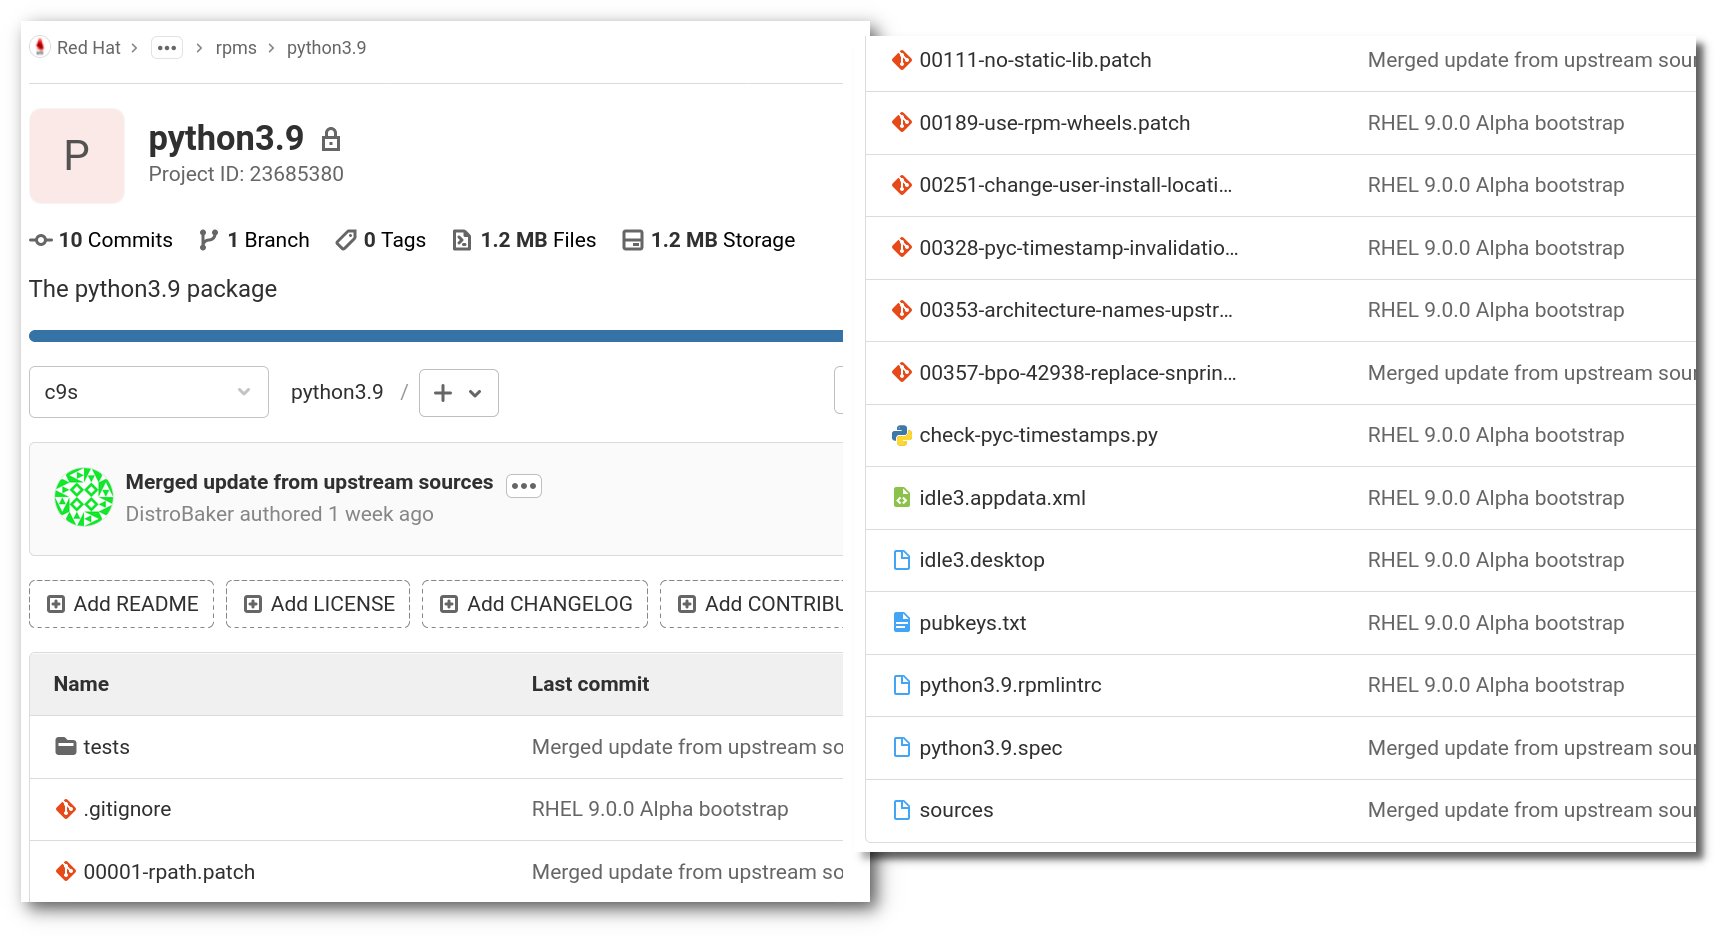 Red Hat > ••• > rpms > python3.9
P
python3.9
Project ID: 23685380
10 Commits 1 Branch 0 Tags 1.2 MB Files 1.2 MB Storage
The python3.9 package
c9s python3.9 / +
Merged update from upstream sources •••
DistroBaker authored 1 week ago
Add README Add LICENSE Add CHANGELOG Add CONTRIBU
Name Last commit
tests Merged update from upstream so
.gitignore RHEL 9.0.0 Alpha bootstrap
00001-rpath.patch Merged update from upstream so
00111-no-static-lib.patch Merged update from upstream sour
00189-use-rpm-wheels.patch RHEL 9.0.0 Alpha bootstrap
00251-change-user-install-locati... RHEL 9.0.0 Alpha bootstrap
00328-pyc-timestamp-invalidatio... RHEL 9.0.0 Alpha bootstrap
00353-architecture-names-upstr... RHEL 9.0.0 Alpha bootstrap
00357-bpo-42938-replace-snprin... Merged update from upstream sour
check-pyc-timestamps.py RHEL 9.0.0 Alpha bootstrap
idle3.appdata.xml RHEL 9.0.0 Alpha bootstrap
idle3.desktop RHEL 9.0.0 Alpha bootstrap
pubkeys.txt RHEL 9.0.0 Alpha bootstrap
python3.9.rpmlintrc RHEL 9.0.0 Alpha bootstrap
python3.9.spec Merged update from upstream sour
sources Merged update from upstream sour